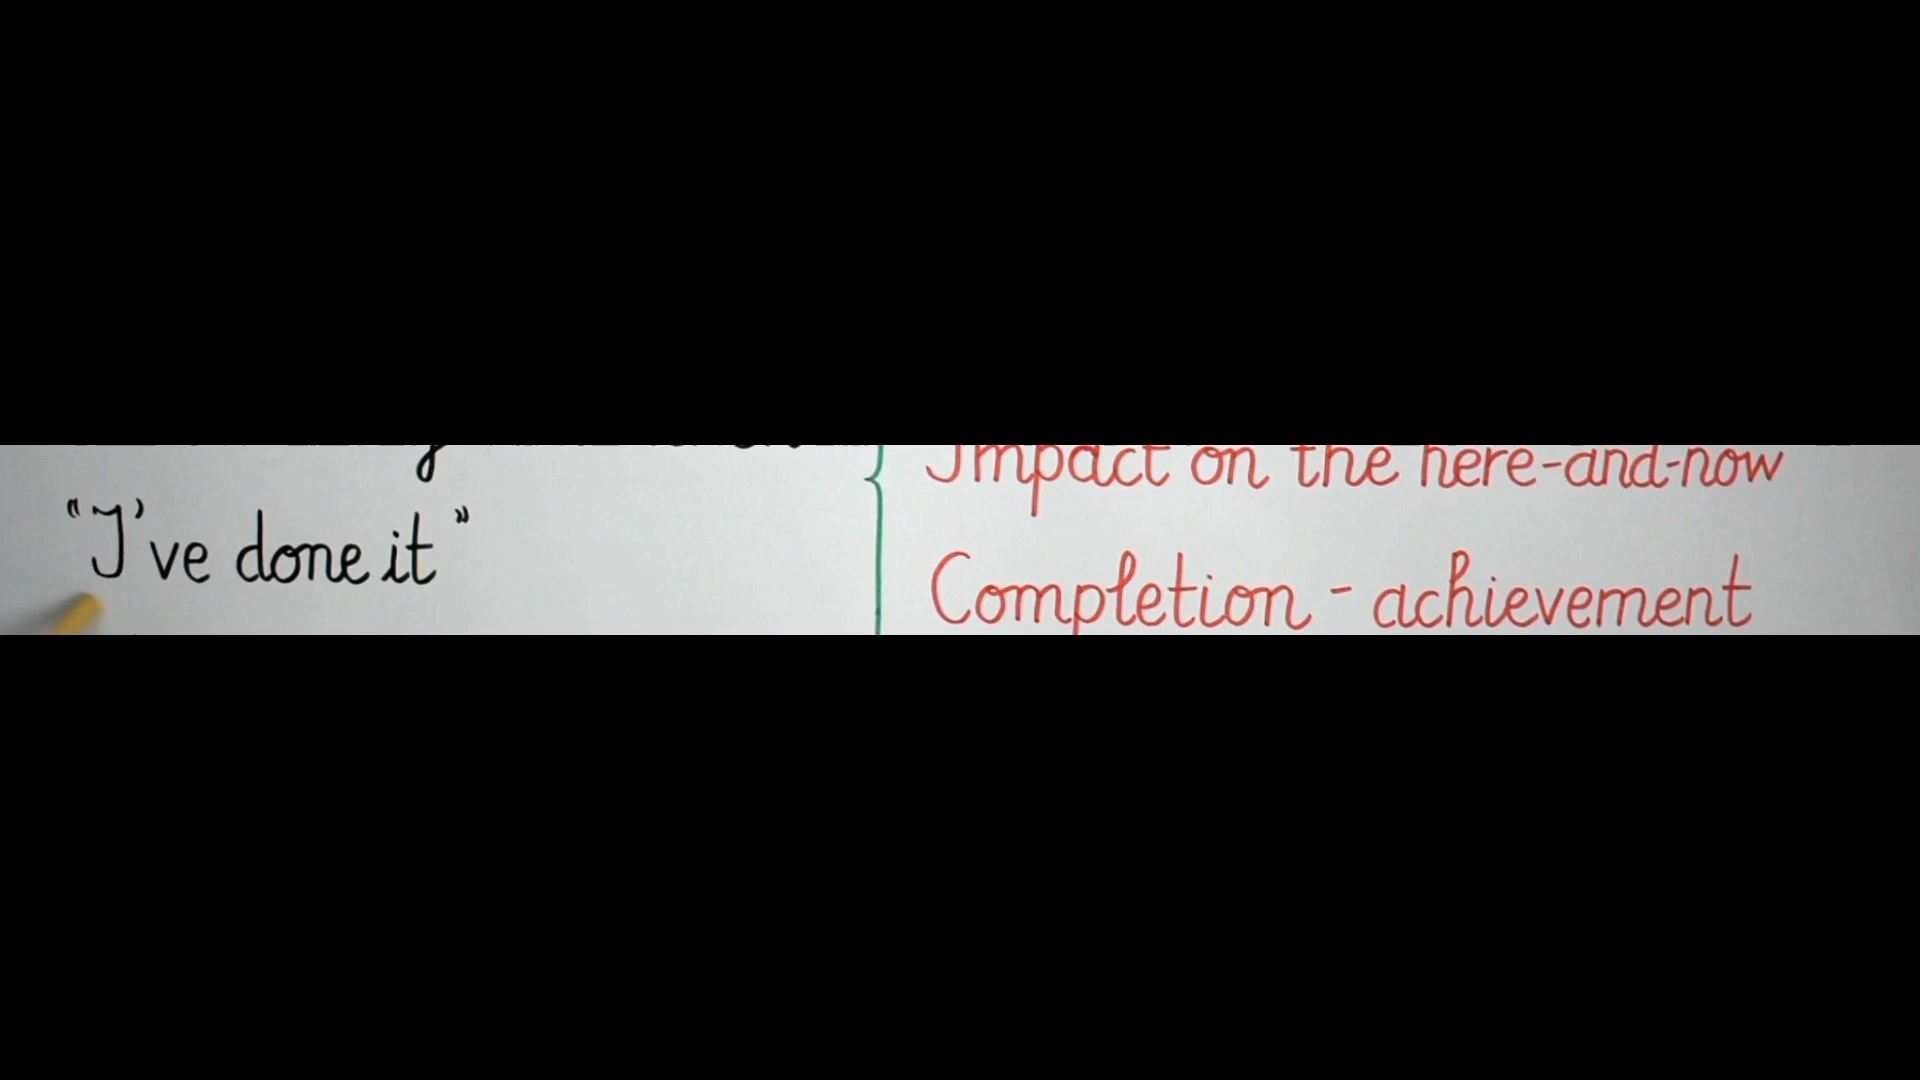 Impact on the here-and-now
"I've done it"
Completion - achievement